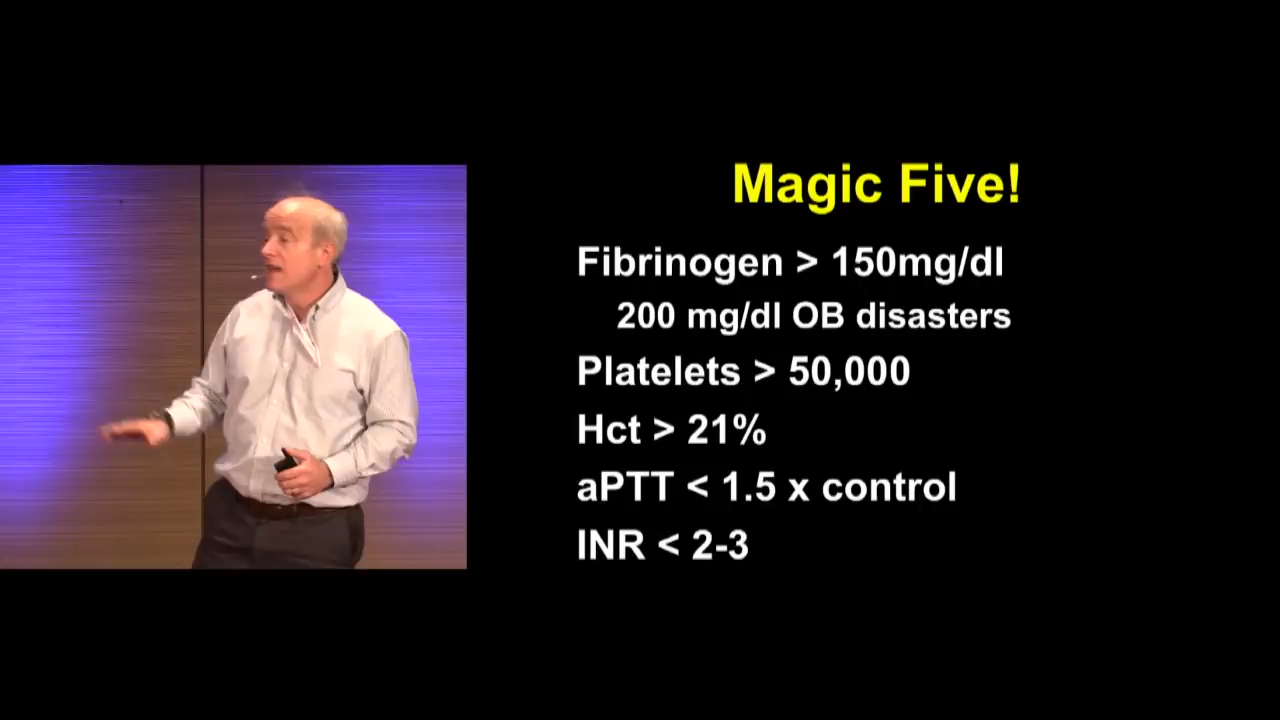 Magic Five!
Fibrinogen > 150mg/dl
200 mg/dl OB disasters
Platelets > 50,000
Hct > 21%
aPTT < 1.5 x control
INR < 2-3